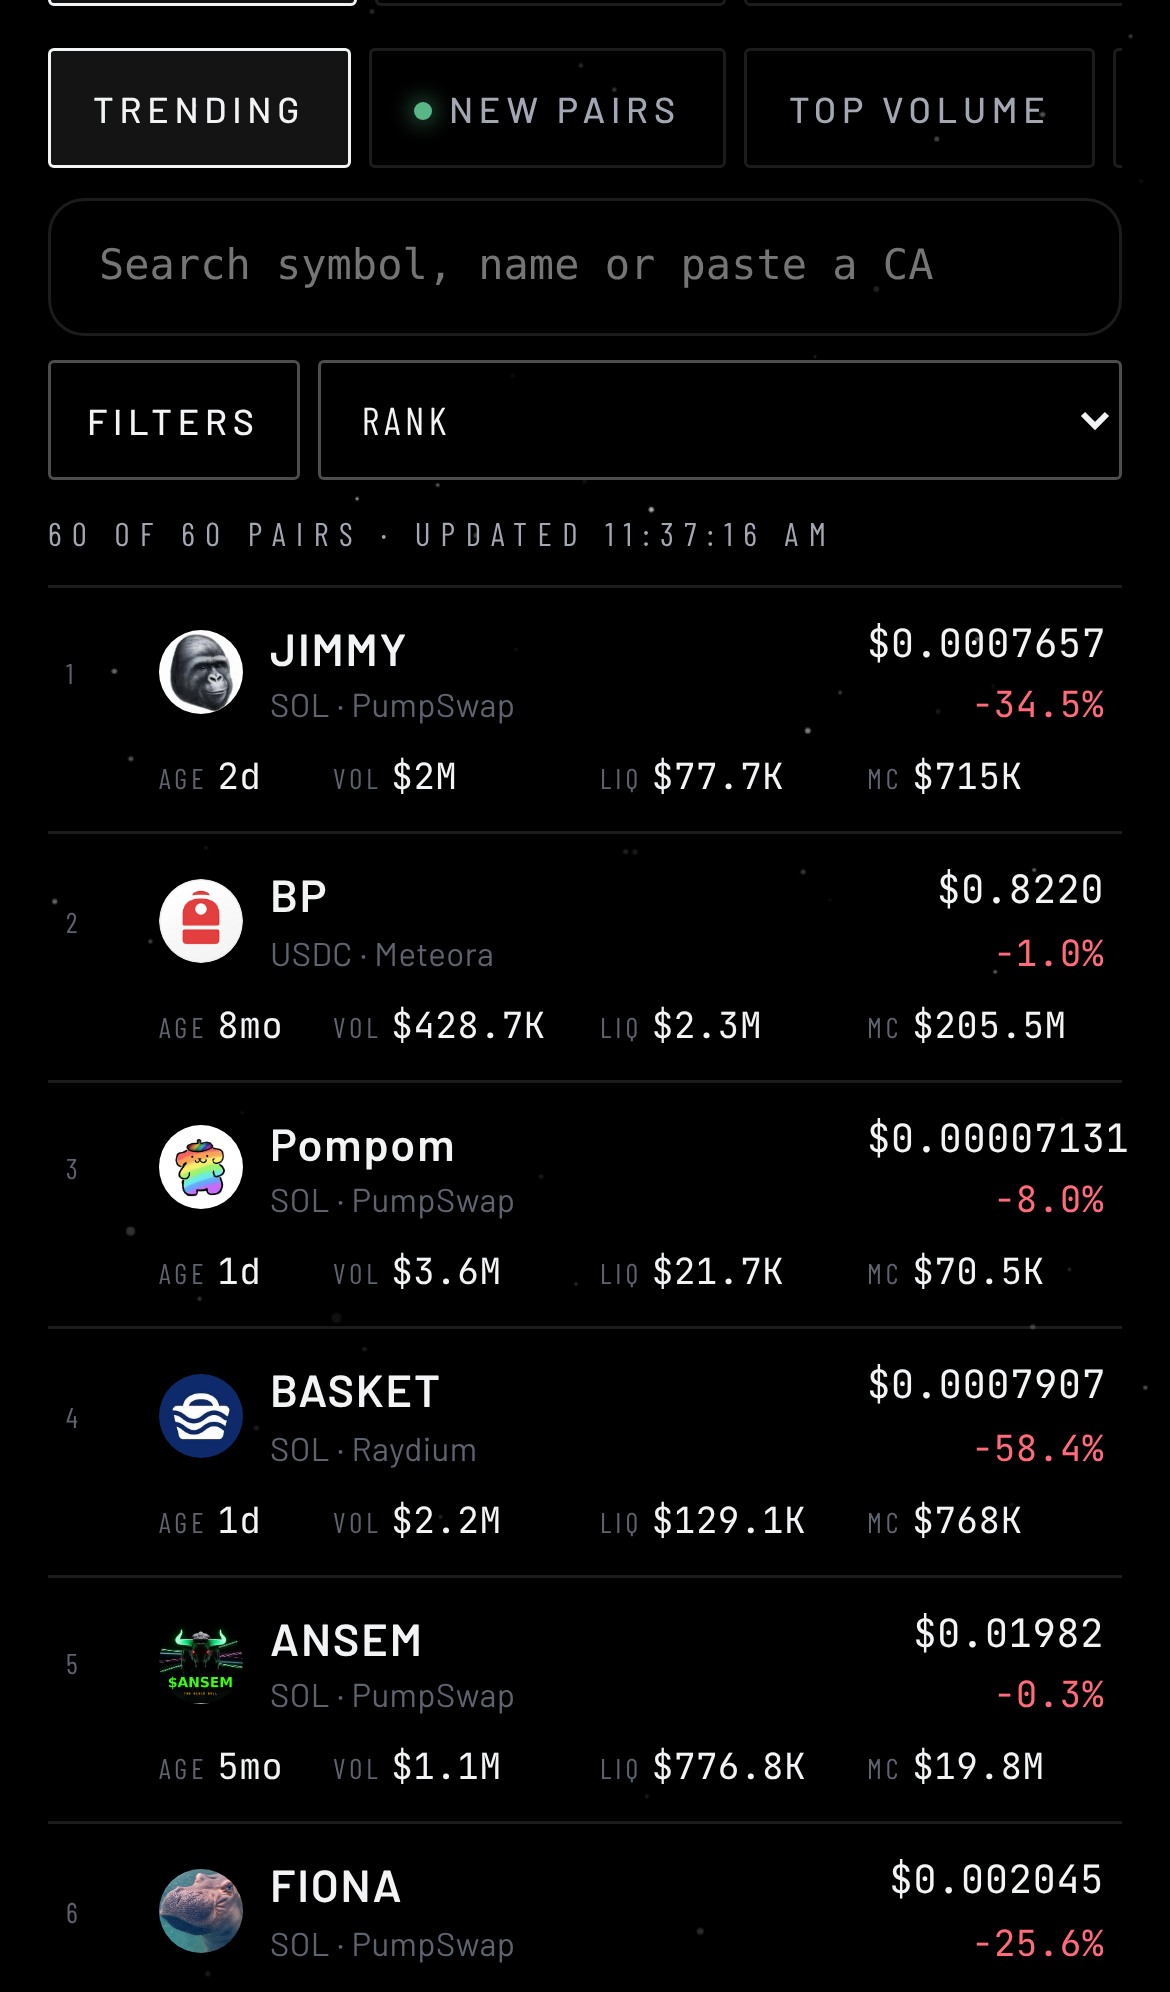 TRENDING NEW PAIRS TOP VOLUME
Search symbol, name or paste a CA
FILTERS RANK
60 OF 60 PAIRS · UPDATED 11:37:16 AM
1 JIMMY $0.0007657
SOL · PumpSwap -34.5%
AGE 2d VOL $2M LIQ $77.7K MC $715K
2 BP $0.8220
USDC · Meteora -1.0%
AGE 8mo VOL $428.7K LIQ $2.3M MC $205.5M
3 Pompom $0.00007131
SOL · PumpSwap -8.0%
AGE 1d VOL $3.6M LIQ $21.7K MC $70.5K
4 BASKET $0.0007907
SOL · Raydium -58.4%
AGE 1d VOL $2.2M LIQ $129.1K MC $768K
5 $ANSEM ANSEM $0.01982
SOL · PumpSwap -0.3%
AGE 5mo VOL $1.1M LIQ $776.8K MC $19.8M
6 FIONA $0.002045
SOL · PumpSwap -25.6%